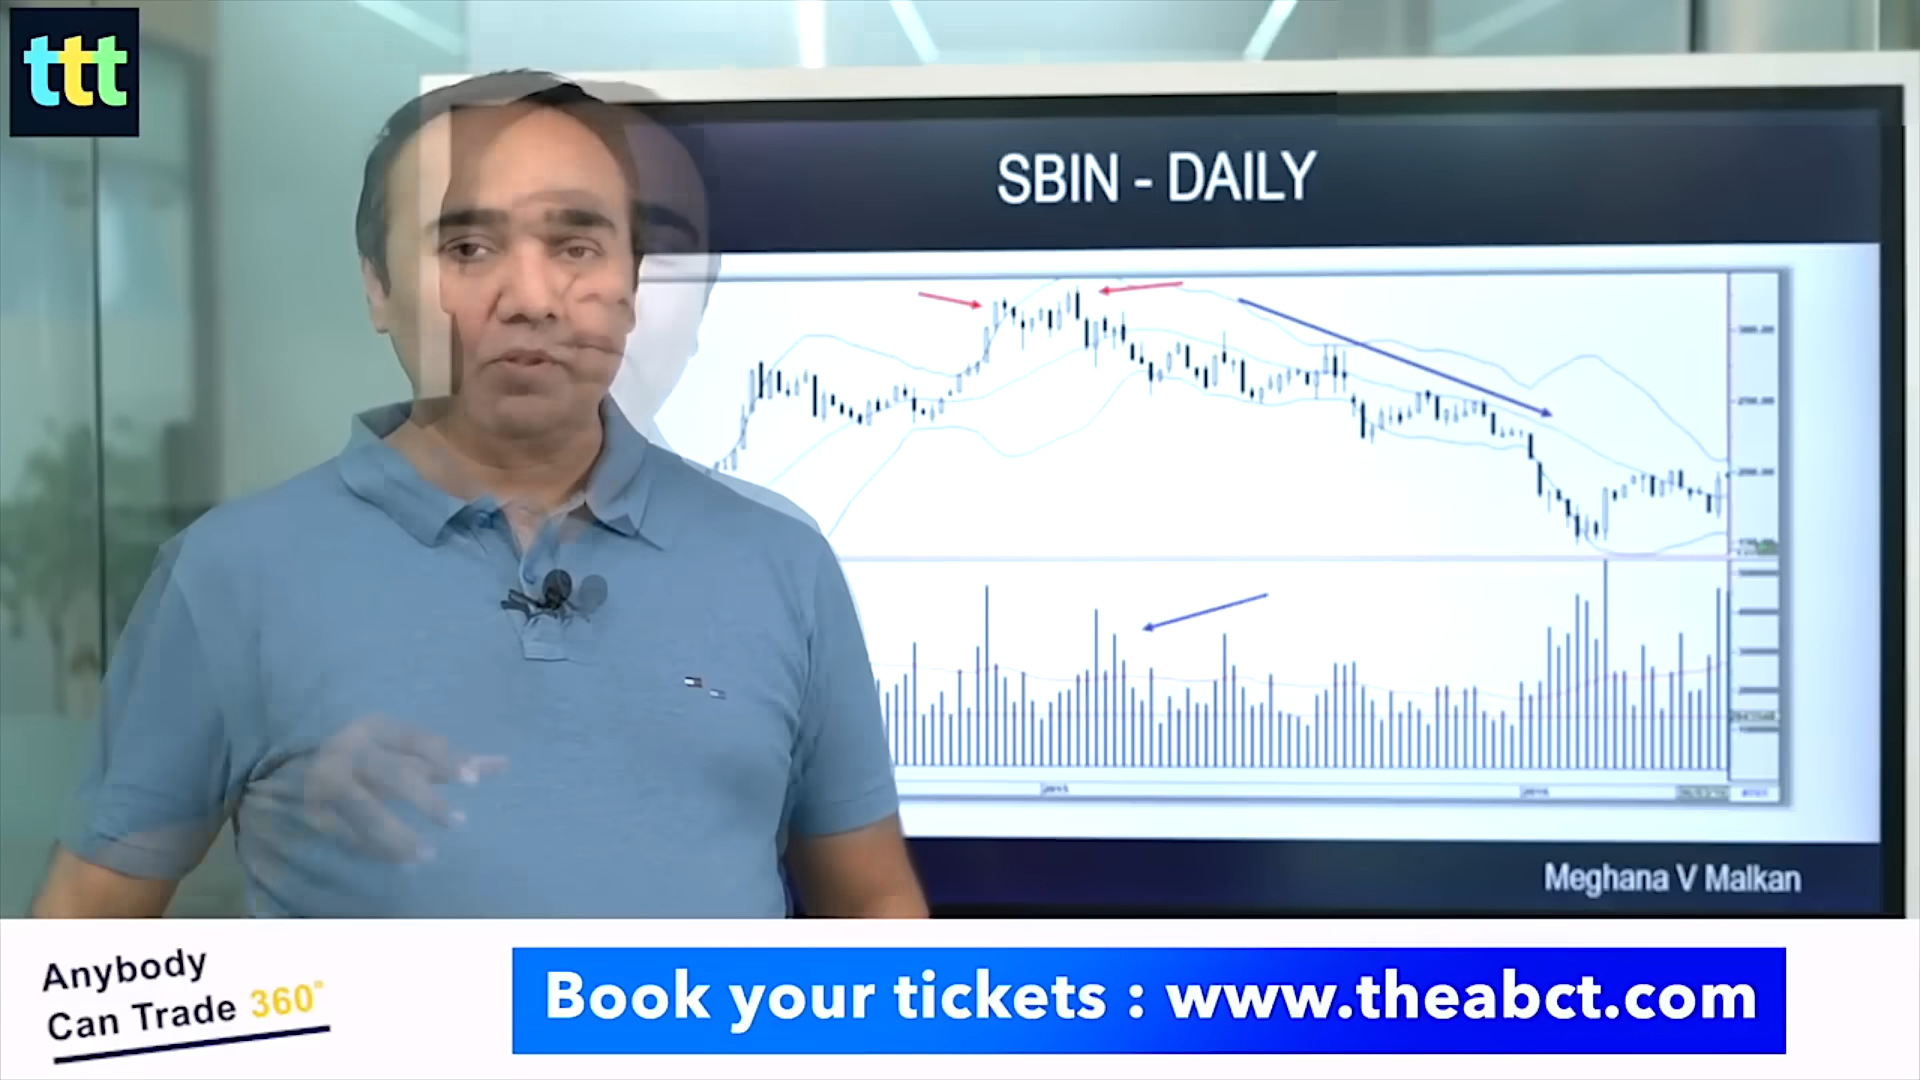 ttt
SBIN - DAILY
Meghana V Malkan
Anybody
Can Trade 360°
Book your tickets : www.theabct.com